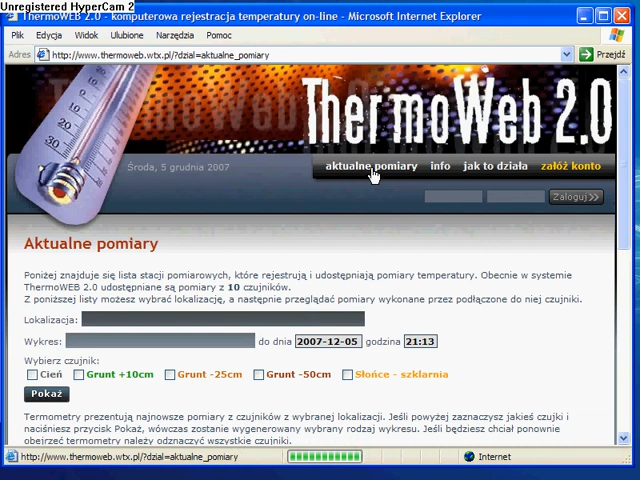 Unregistered HyperCam 2
ThermoWEB 2.0 - komputerowa rejestracja temperatury on-line - Microsoft Internet Explorer
Plik Edycja Widok Ulubione Narzędzia Pomoc
Adres http://www.thermoweb.wtx.pl/?dzial=aktualne_pomiary Przejdź
ThermoWeb 2.0
Środa, 5 grudnia 2007
aktualne pomiary info jak to działa załóż konto
Zaloguj >>
Aktualne pomiary
Poniżej znajduje się lista stacji pomiarowych, które rejestrują i udostępniają pomiary temperatury. Obecnie w systemie
ThermoWEB 2.0 udostępniane są pomiary z 10 czujników.
Z poniższej listy możesz wybrać lokalizację, a następnie przeglądać pomiary wykonane przez podłączone do niej czujniki.
Lokalizacja:
Wykres: do dnia 2007-12-05 godzina 21:13
Wybierz czujnik:
Cień Grunt +10cm Grunt -25cm Grunt -50cm Słońce - szklarnia
Pokaż
Termometry prezentują najnowsze pomiary z czujników z wybranej lokalizacji. Jeśli powyżej zaznaczysz jakieś czujki i
naciśniesz przycisk Pokaż, wówczas zostanie wygenerowany wybrany rodzaj wykresu. Jeśli będziesz chciał ponownie
obejrzeć termometry należy odznaczyć wszystkie czujniki.
http://www.thermoweb.wtx.pl/?dzial=aktualne_pomiary Internet